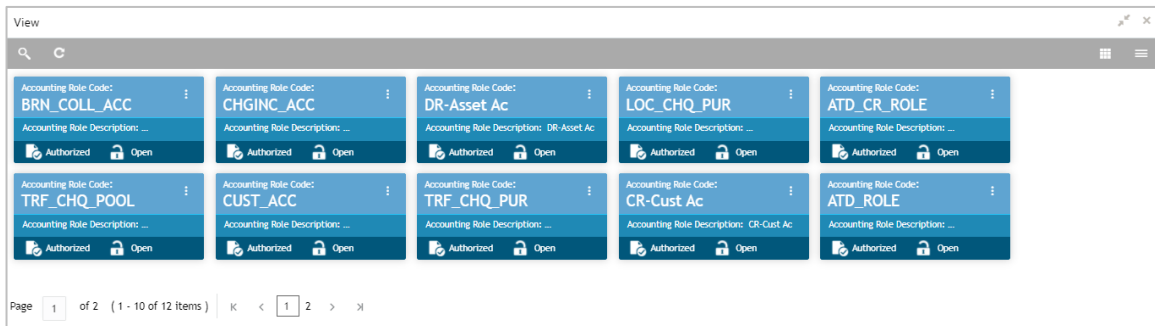 View
Accounting Role Code:
BRN_COLL_ACC
Accounting Role Description: ...
Authorized Open
Accounting Role Code:
CHGINC_ACC
Accounting Role Description: ...
Authorized Open
Accounting Role Code:
DR-Asset Ac
Accounting Role Description: DR-Asset Ac
Authorized Open
Accounting Role Code:
LOC_CHQ_PUR
Accounting Role Description: ...
Authorized Open
Accounting Role Code:
ATD_CR_ROLE
Accounting Role Description: ...
Authorized Open
Accounting Role Code:
TRF_CHQ_POOL
Accounting Role Description: ...
Authorized Open
Accounting Role Code:
CUST_ACC
Accounting Role Description: ...
Authorized Open
Accounting Role Code:
TRF_CHQ_PUR
Accounting Role Description: ...
Authorized Open
Accounting Role Code:
CR-Cust Ac
Accounting Role Description: CR-Cust Ac
Authorized Open
Accounting Role Code:
ATD_ROLE
Accounting Role Description: ...
Authorized Open
Page 1 of 2 ( 1 - 10 of 12 items ) 1 2